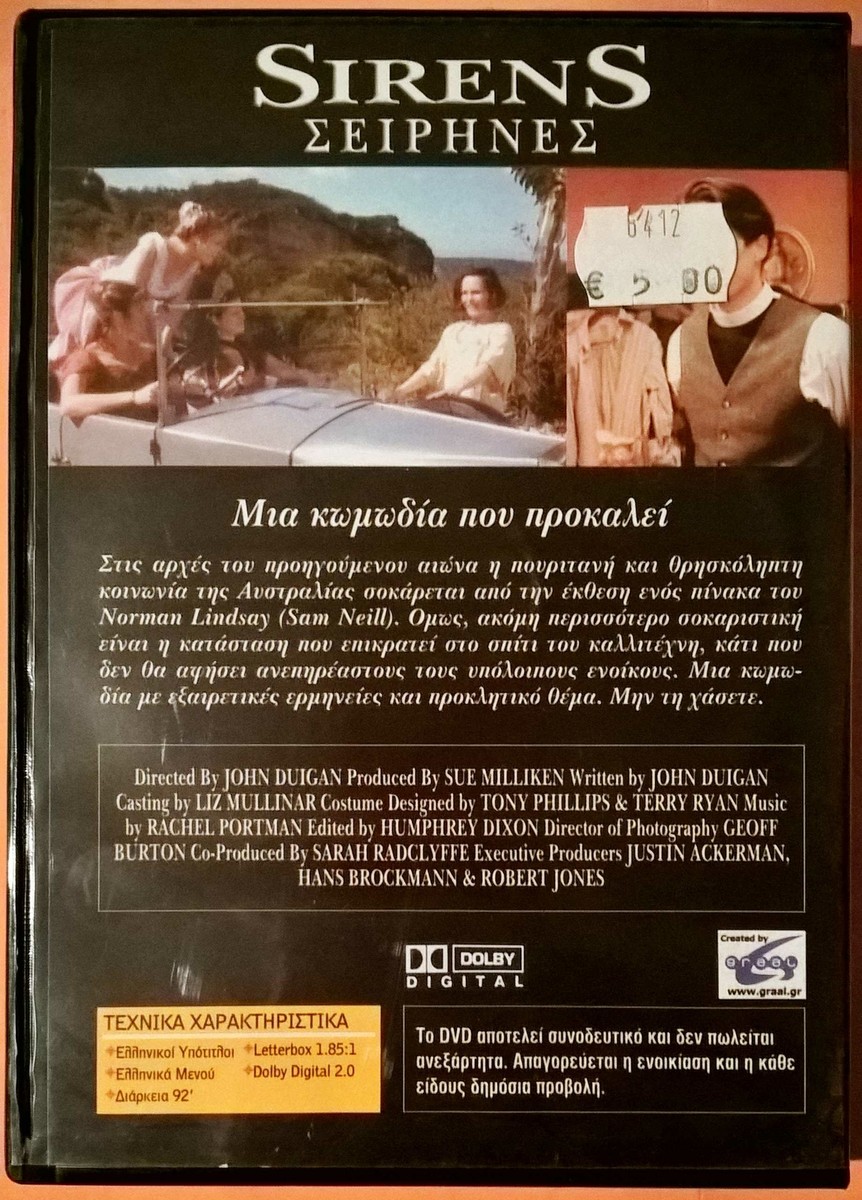 SIRENS
ΣΕΙΡΗΝΕΣ
6412
€ 5 00
Μια κωμωδία που προκαλεί
Στις αρχές του προηγούμενου αιώνα η πουριτανή και θρησκόληπτη
κοινωνία της Αυστραλίας σοκάρεται από την έκθεση ενός πίνακα του
Norman Lindsay (Sam Neill). Ομως, ακόμη περισσότερο σοκαριστική
είναι η κατάσταση που επικρατεί στο σπίτι του καλλιτέχνη, κάτι που
δεν θα αφήσει ανεπηρέαστους τους υπόλοιπους ενοίκους. Μια κωμω-
δία με εξαιρετικές ερμηνείες και προκλητικό θέμα. Μην τη χάσετε.
Directed By JOHN DUIGAN Produced By SUE MILLIKEN Written by JOHN DUIGAN
Casting by LIZ MULLINAR Costume Designed by TONY PHILLIPS & TERRY RYAN Music
by RACHEL PORTMAN Edited by HUMPHREY DIXON Director of Photography GEOFF
BURTON Co-Produced By SARAH RADCLYFFE Executive Producers JUSTIN ACKERMAN,
HANS BROCKMANN & ROBERT JONES
DOLBY
DIGITAL
Created by
graal
www.graal.gr
ΤΕΧΝΙΚΑ ΧΑΡΑΚΤΗΡΙΣΤΙΚΑ
Ελληνικοί Υπότιτλοι Letterbox 1.85:1
Ελληνικά Μενού Dolby Digital 2.0
Διάρκεια 92'
Το DVD αποτελεί συνοδευτικό και δεν πωλείται
ανεξάρτητα. Απαγορεύεται η ενοικίαση και η κάθε
είδους δημόσια προβολή.